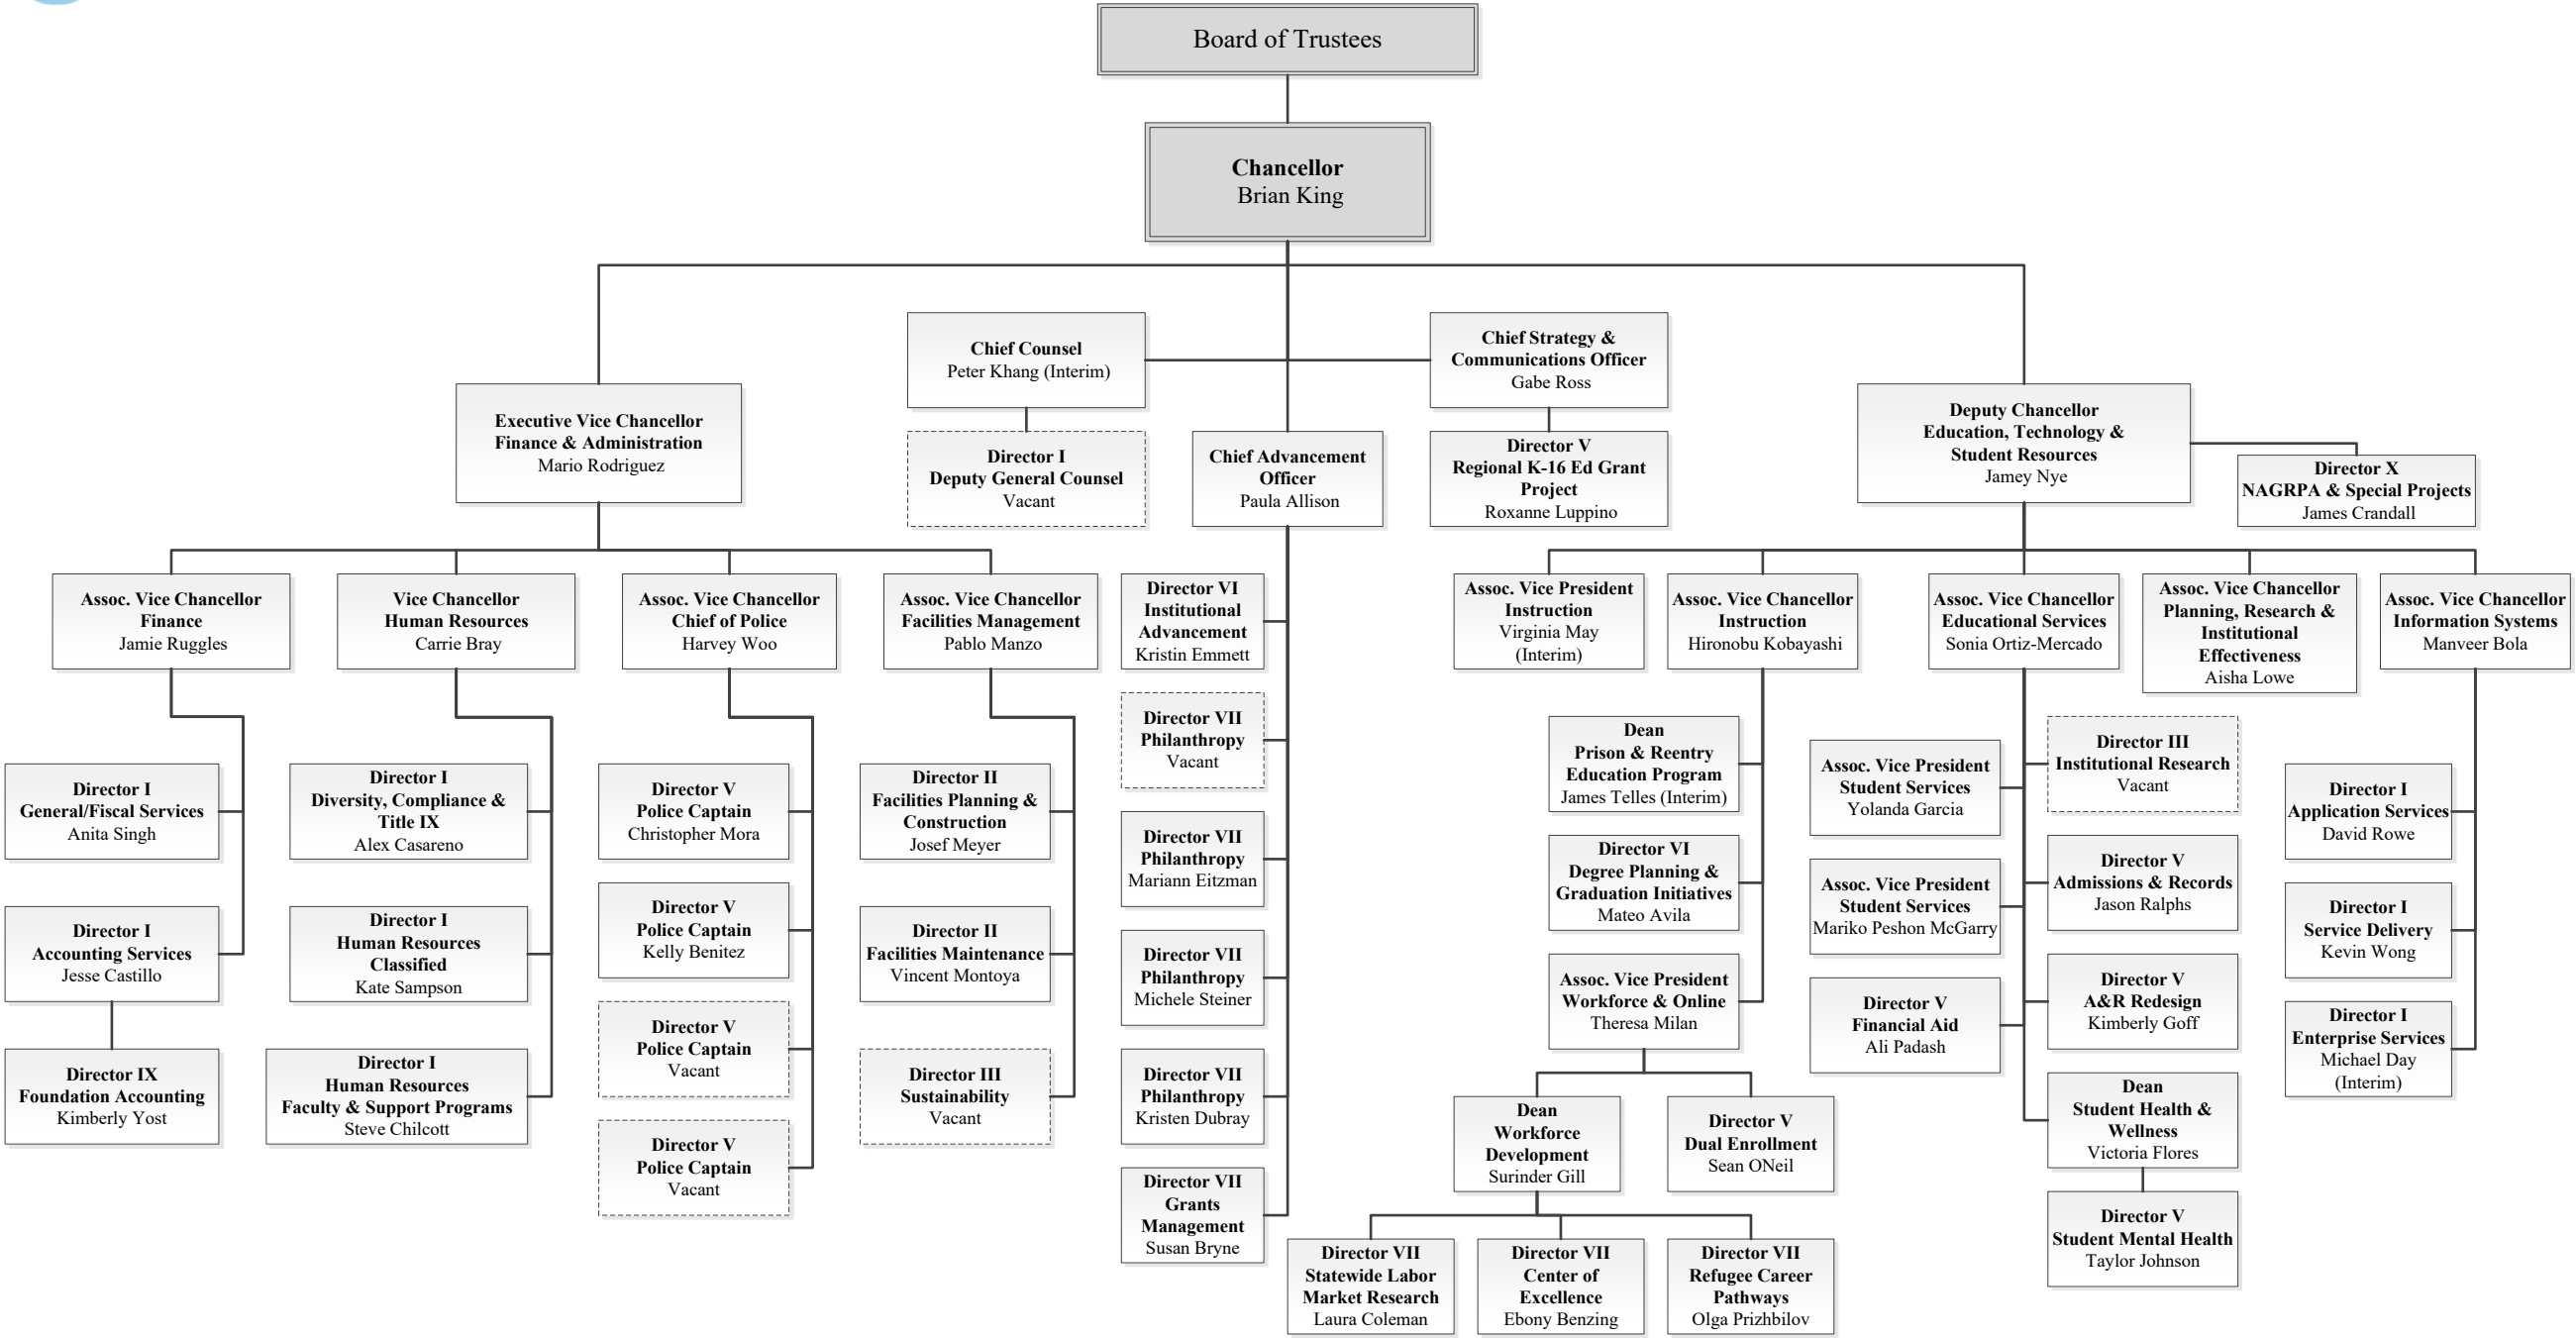 Board of Trustees
Chancellor
Brian King
Chief Counsel
Peter Khang (Interim)
Chief Strategy &
Communications Officer
Gabe Ross
Executive Vice Chancellor
Finance & Administration
Mario Rodriguez
Director I
Deputy General Counsel
Vacant
Chief Advancement
Officer
Paula Allison
Director V
Regional K-16 Ed Grant
Project
Roxanne Luppino
Deputy Chancellor
Education, Technology &
Student Resources
Jamey Nye
Director X
NAGRPA & Special Projects
James Crandall
Assoc. Vice Chancellor
Finance
Jamie Ruggles
Vice Chancellor
Human Resources
Carrie Bray
Assoc. Vice Chancellor
Chief of Police
Harvey Woo
Assoc. Vice Chancellor
Facilities Management
Pablo Manzo
Director VI
Institutional
Advancement
Kristin Emmett
Assoc. Vice President
Instruction
Virginia May
(Interim)
Assoc. Vice Chancellor
Instruction
Hironobu Kobayashi
Assoc. Vice Chancellor
Educational Services
Sonia Ortiz-Mercado
Assoc. Vice Chancellor
Planning, Research &
Institutional
Effectiveness
Aisha Lowe
Assoc. Vice Chancellor
Information Systems
Manveer Bola
Director I
General/Fiscal Services
Anita Singh
Director I
Accounting Services
Jesse Castillo
Director IX
Foundation Accounting
Kimberly Yost
Director I
Diversity, Compliance &
Title IX
Alex Casareno
Director I
Human Resources
Classified
Kate Sampson
Director I
Human Resources
Faculty & Support Programs
Steve Chilcott
Director V
Police Captain
Christopher Mora
Director V
Police Captain
Kelly Benitez
Director V
Police Captain
Vacant
Director V
Police Captain
Vacant
Director II
Facilities Planning &
Construction
Josef Meyer
Director II
Facilities Maintenance
Vincent Montoya
Director III
Sustainability
Vacant
Director VII
Philanthropy
Vacant
Director VII
Philanthropy
Mariann Eitzman
Director VII
Philanthropy
Michele Steiner
Director VII
Philanthropy
Kristen Dubray
Director VII
Grants
Management
Susan Bryne
Dean
Prison & Reentry
Education Program
James Telles (Interim)
Director VI
Degree Planning &
Graduation Initiatives
Mateo Avila
Assoc. Vice President
Workforce & Online
Theresa Milan
Dean
Workforce
Development
Surinder Gill
Director V
Dual Enrollment
Sean ONeil
Director VII
Statewide Labor
Market Research
Laura Coleman
Director VII
Center of
Excellence
Ebony Benzing
Director VII
Refugee Career
Pathways
Olga Prizhbilov
Assoc. Vice President
Student Services
Yolanda Garcia
Assoc. Vice President
Student Services
Mariko Peshon McGarry
Director V
Financial Aid
Ali Padash
Director III
Institutional Research
Vacant
Director V
Admissions & Records
Jason Ralphs
Director V
A&R Redesign
Kimberly Goff
Dean
Student Health &
Wellness
Victoria Flores
Director V
Student Mental Health
Taylor Johnson
Director I
Application Services
David Rowe
Director I
Service Delivery
Kevin Wong
Director I
Enterprise Services
Michael Day
(Interim)